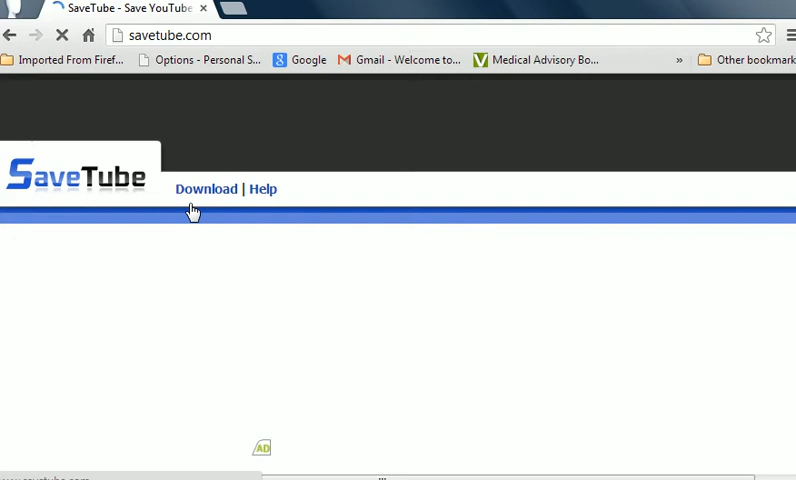 SaveTube - Save YouTube
savetube.com
Imported From Firef... Options - Personal S... Google Gmail - Welcome to... Medical Advisory Bo... » Other bookmark
SaveTube
Download | Help
AD